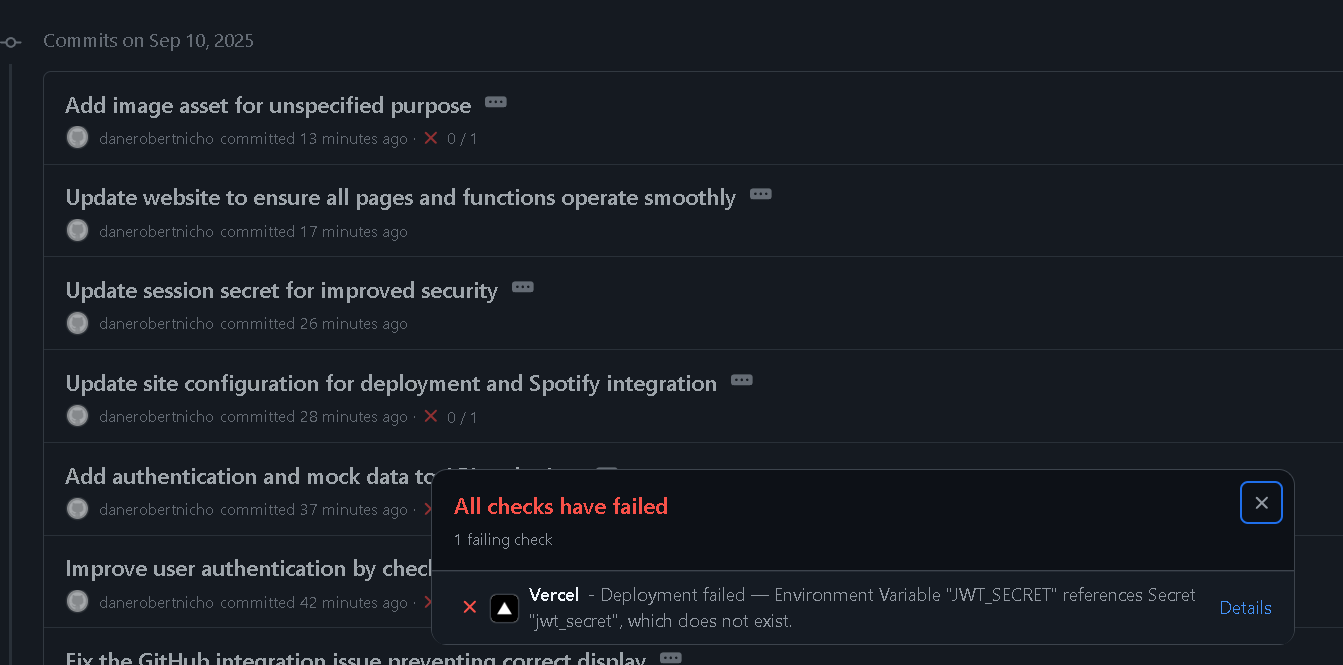 Commits on Sep 10, 2025
Add image asset for unspecified purpose
danerobertnicho committed 13 minutes ago · 0 / 1
Update website to ensure all pages and functions operate smoothly
danerobertnicho committed 17 minutes ago
Update session secret for improved security
danerobertnicho committed 26 minutes ago
Update site configuration for deployment and Spotify integration
danerobertnicho committed 28 minutes ago · 0 / 1
Add authentication and mock data to
danerobertnicho committed 37 minutes ago ·
Improve user authentication by
danerobertnicho committed 42 minutes ago ·
Fix the GitHub integration issue preventing correct display
All checks have failed
1 failing check
Vercel - Deployment failed — Environment Variable "JWT_SECRET" references Secret
"jwt_secret", which does not exist.
Details